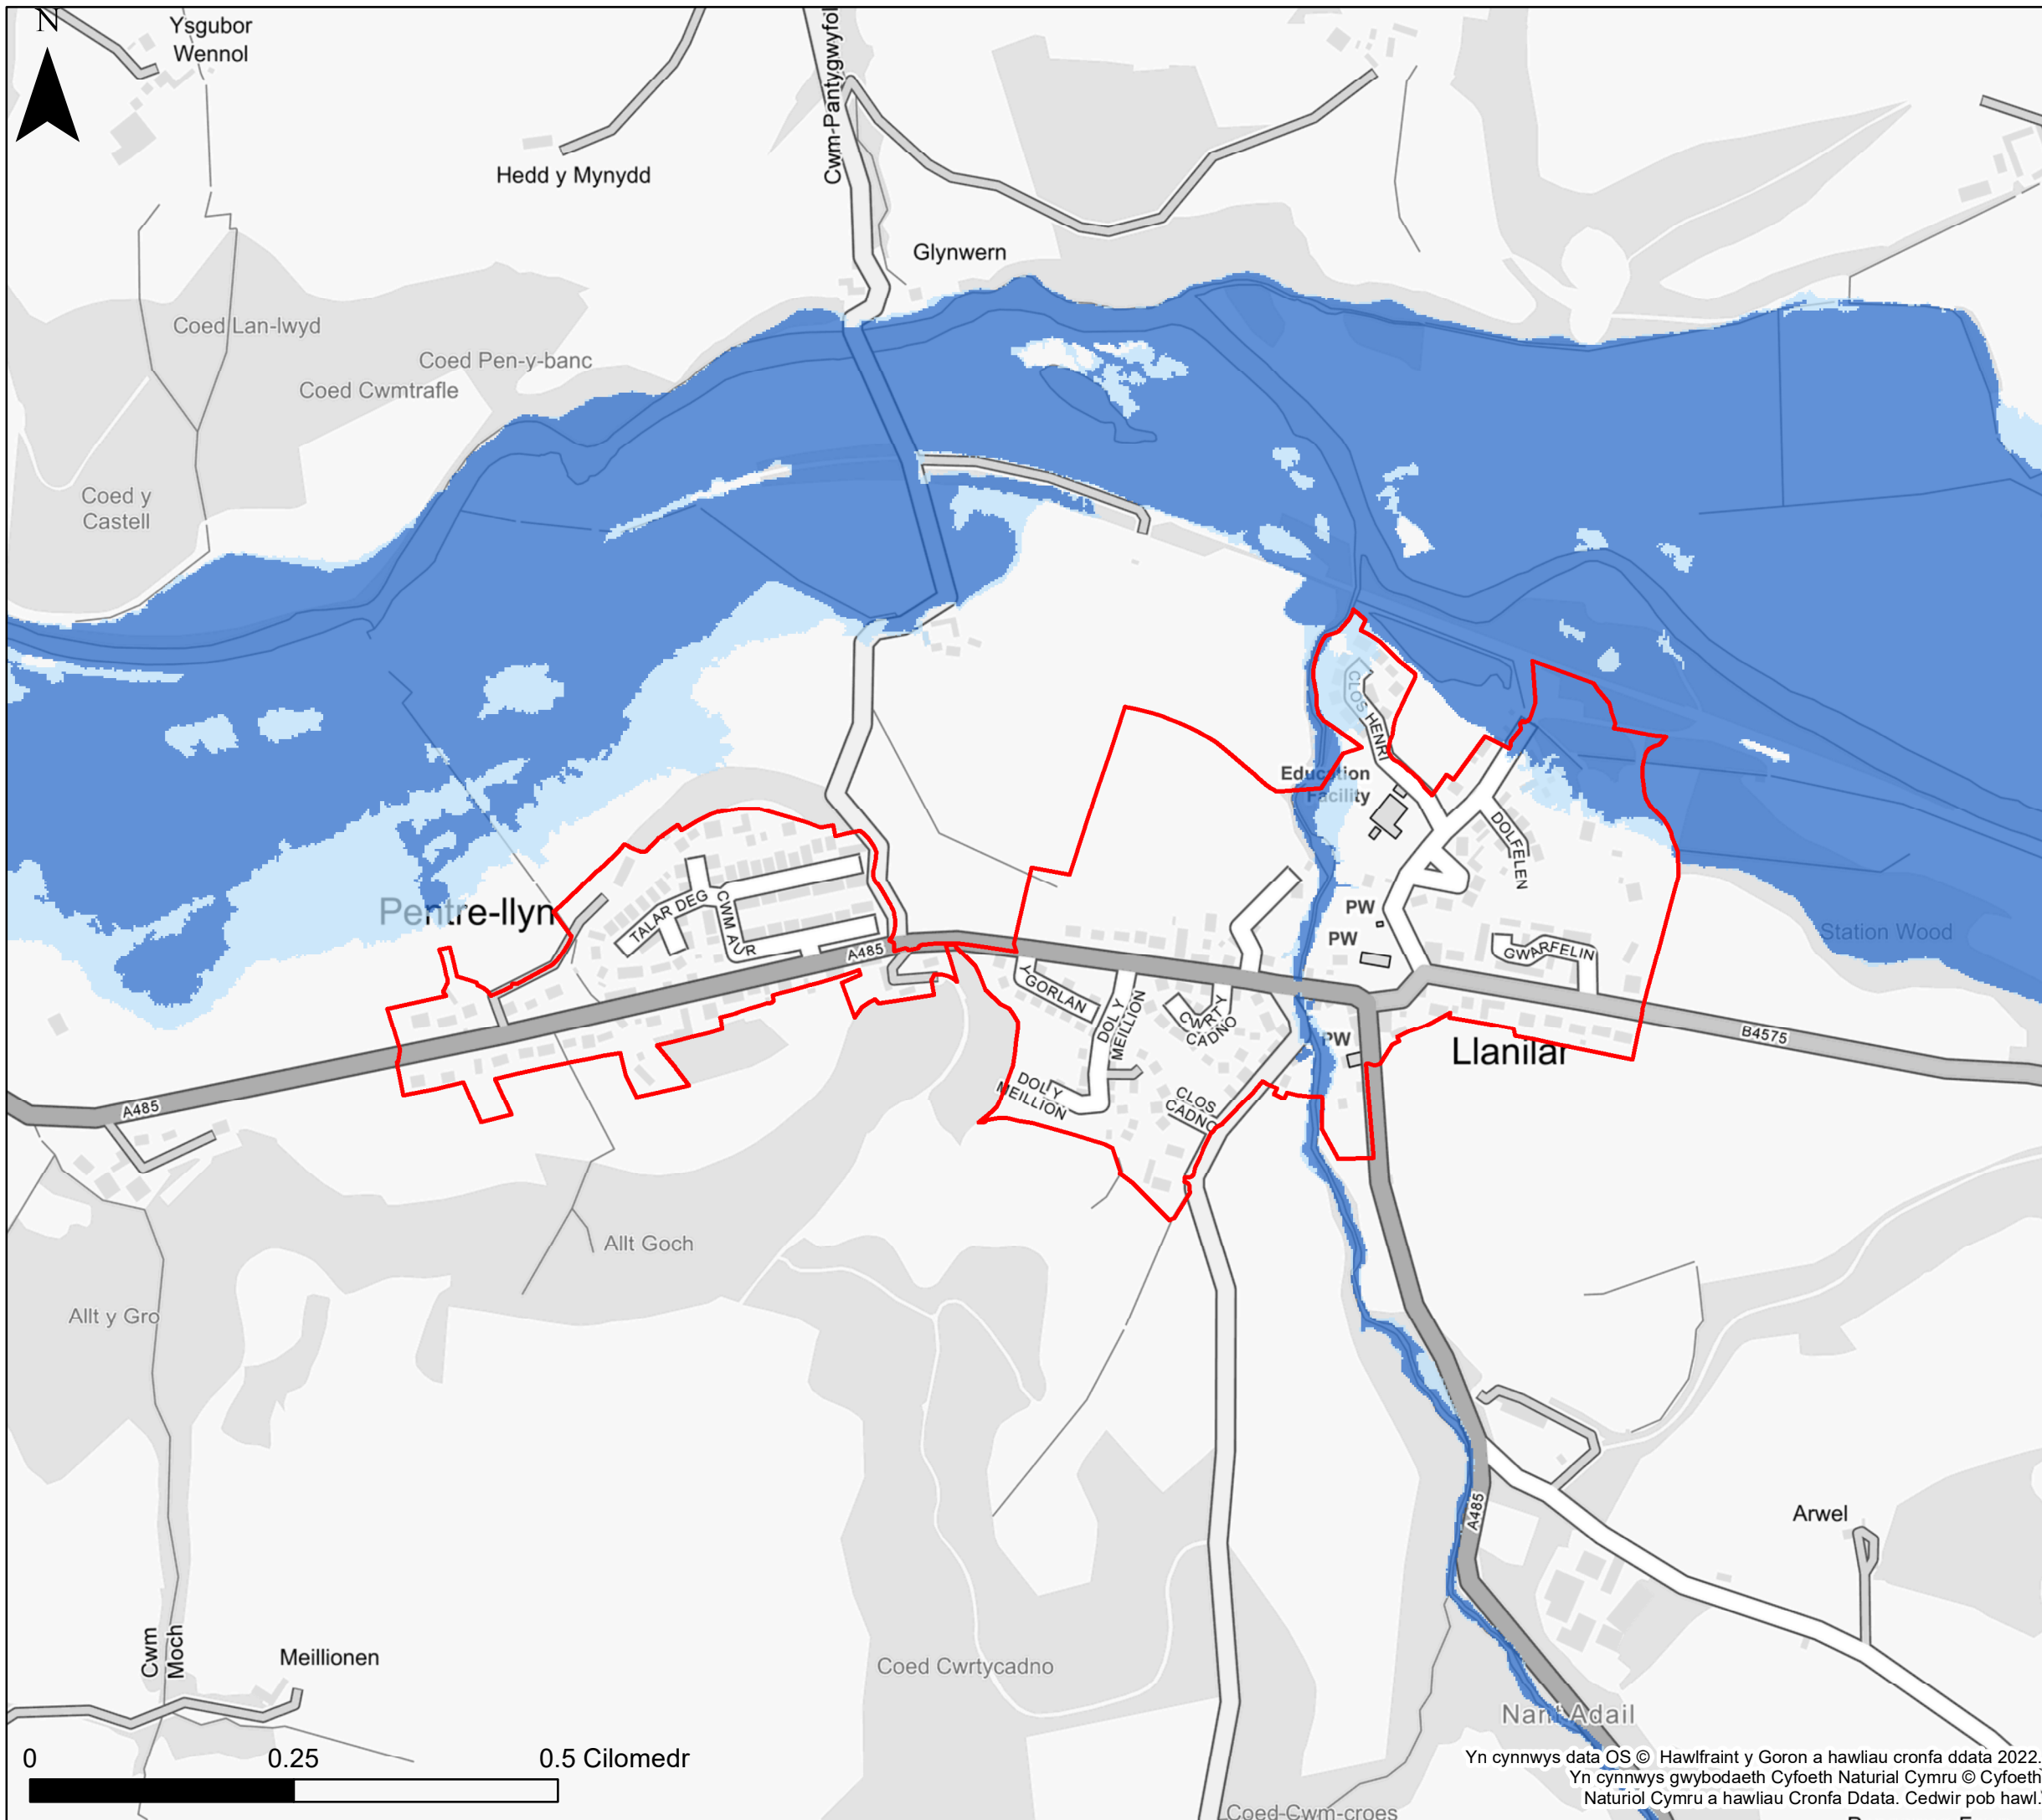 N
Ysgubor
Wennol
Cwm-Pantygwyfol
Hedd y Mynydd
Glynwern
Coed Lan-lwyd
Coed Pen-y-banc
Coed Cwmtrafle
Coed y
Castell
CLOS HENRI
Education
Facility
DOLFELEN
Pentre-llyn
TALAR DEG
CWM AUR
A485
PW
PW
GWARFELIN
Station Wood
Y GORLAN
DOL Y
MEILLION
CWRT Y
CADNO
PW
Llanilar
B4575
DOL Y
MEILLION
CLOS
CADNO
A485
Allt Goch
Allt y Gro
A485
Arwel
Cwm
Moch
Meillionen
Coed Cwrtycadno
Nant Adail
0 0.25 0.5 Cilomedr
Yn cynnwys data OS © Hawlfraint y Goron a hawliau cronfa ddata 2022.
Yn cynnwys gwybodaeth Cyfoeth Naturial Cymru © Cyfoeth
Naturiol Cymru a hawliau Cronfa Ddata. Cedwir pob hawl.
Coed Cwm-croes